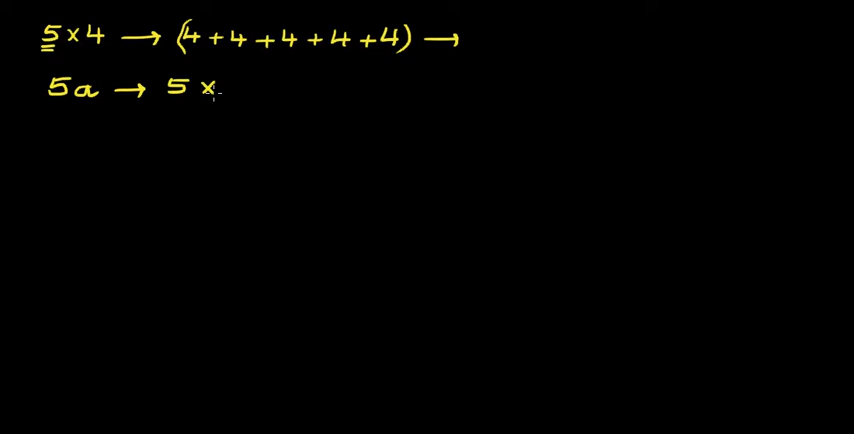 5 × 4 → (4 + 4 + 4 + 4 + 4) →
5a → 5 ×